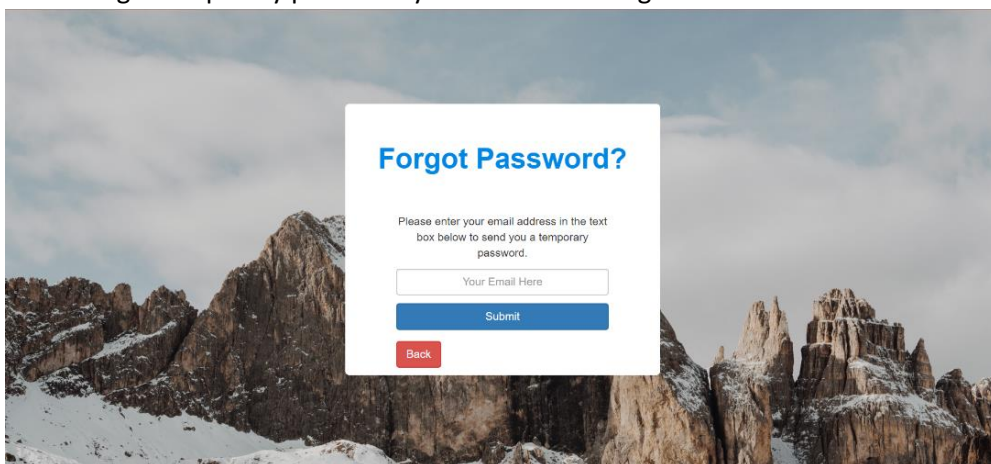 Forgot Password?
Please enter your email address in the text
box below to send you a temporary
password.
Your Email Here
Submit
Back